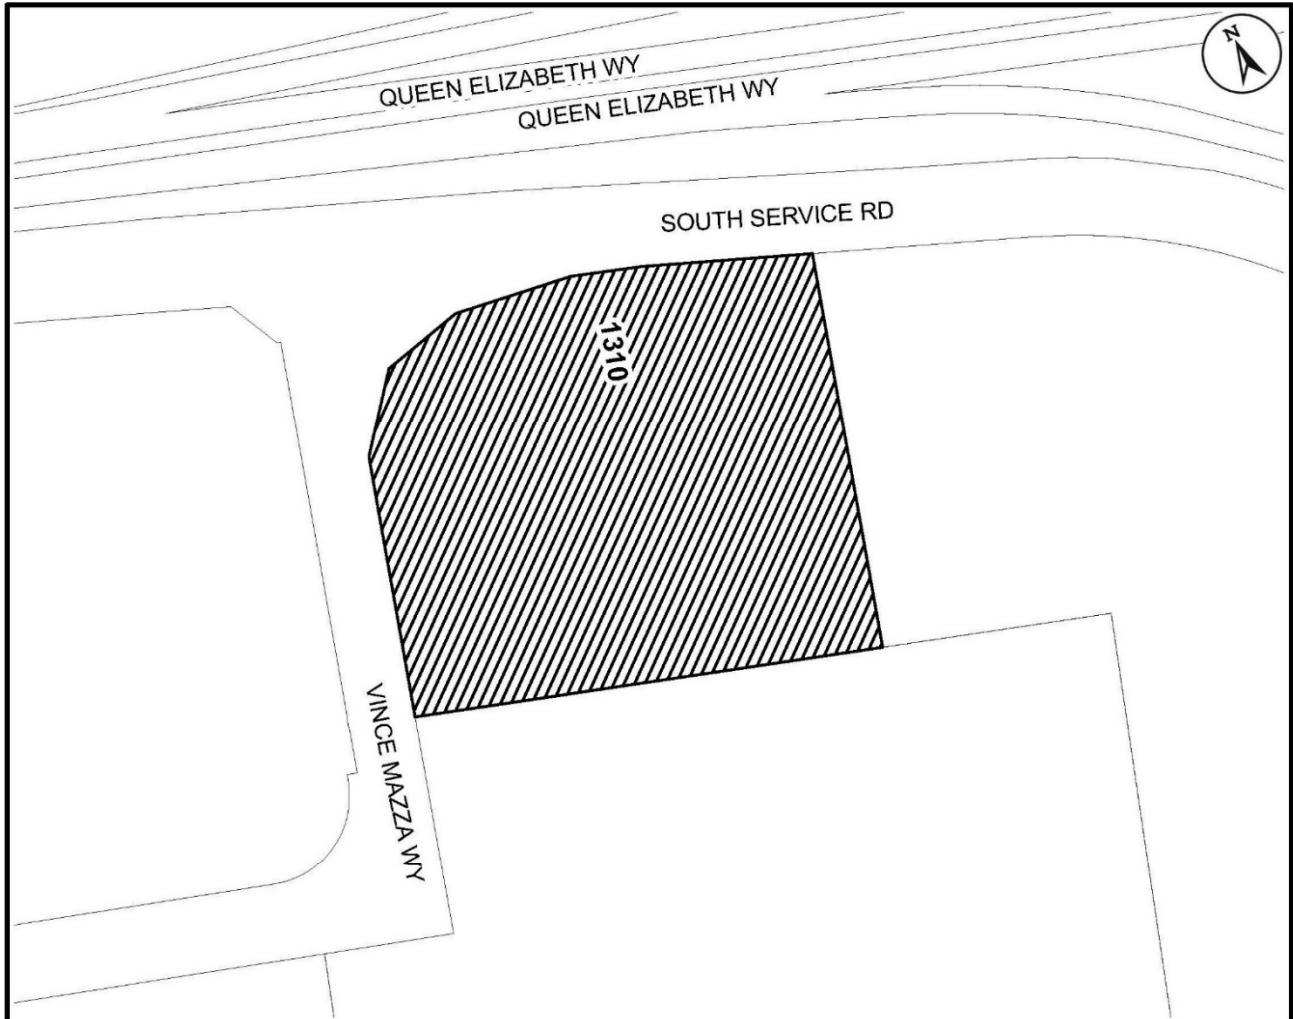 N
QUEEN ELIZABETH WY
QUEEN ELIZABETH WY
SOUTH SERVICE RD
1310
VINCE MAZZA WY